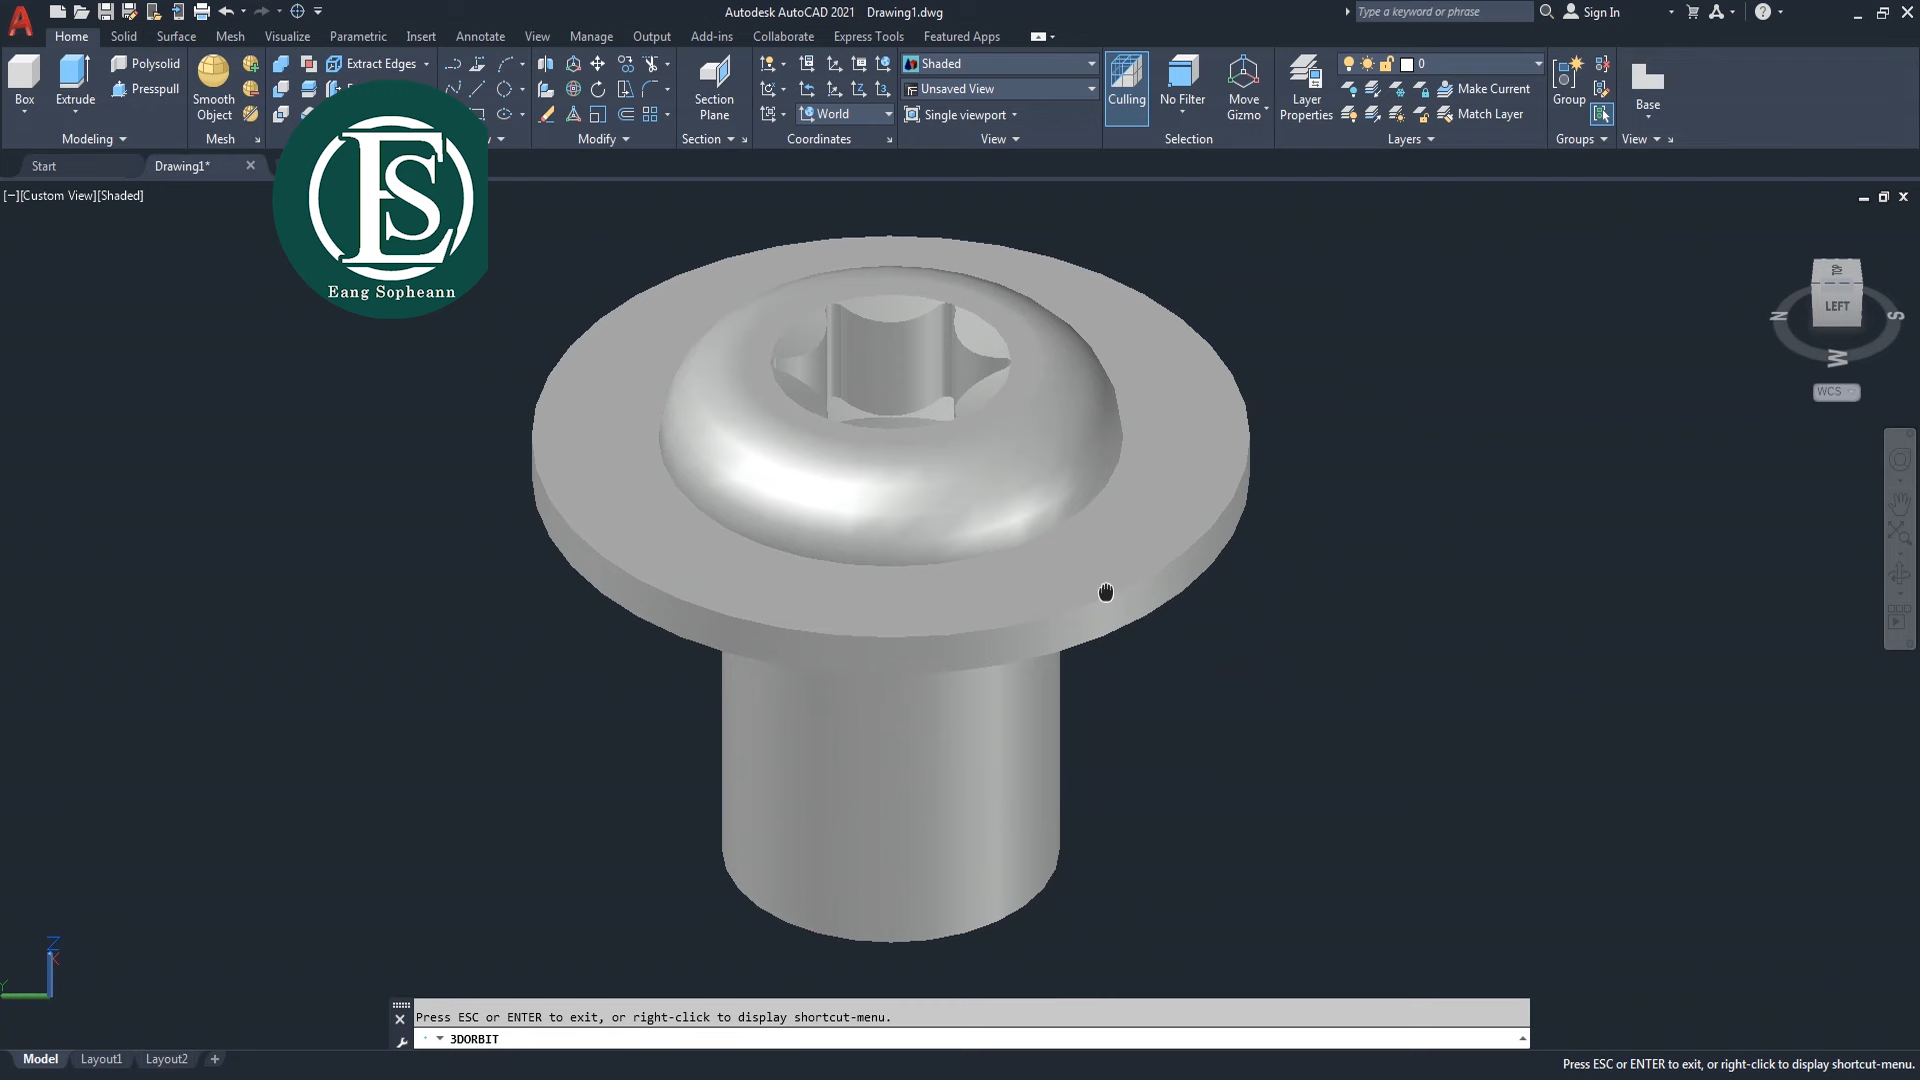 Autodesk AutoCAD 2021 Drawing1.dwg
Type a keyword or phrase
Sign In
Home Solid Surface Mesh Visualize Parametric Insert Annotate View Manage Output Add-ins Collaborate Express Tools Featured Apps
Box
Extrude
Polysolid
Presspull
Modeling
Smooth
Object
Mesh
Extract Edges
Modify
Section
Plane
Section
World
Coordinates
Shaded
Unsaved View
Single viewport
View
Culling
No Filter
Move
Gizmo
Selection
Layer
Properties
0
Make Current
Match Layer
Layers
Group
Groups
Base
View
Start
Drawing1*
[−][Custom View][Shaded]
ES
Eang Sopheann
TOP
LEFT
N
S
W
WCS
Z
X
Y
Press ESC or ENTER to exit, or right-click to display shortcut-menu.
3DORBIT
Model Layout1 Layout2 +
Press ESC or ENTER to exit, or right-click to display shortcut-menu.